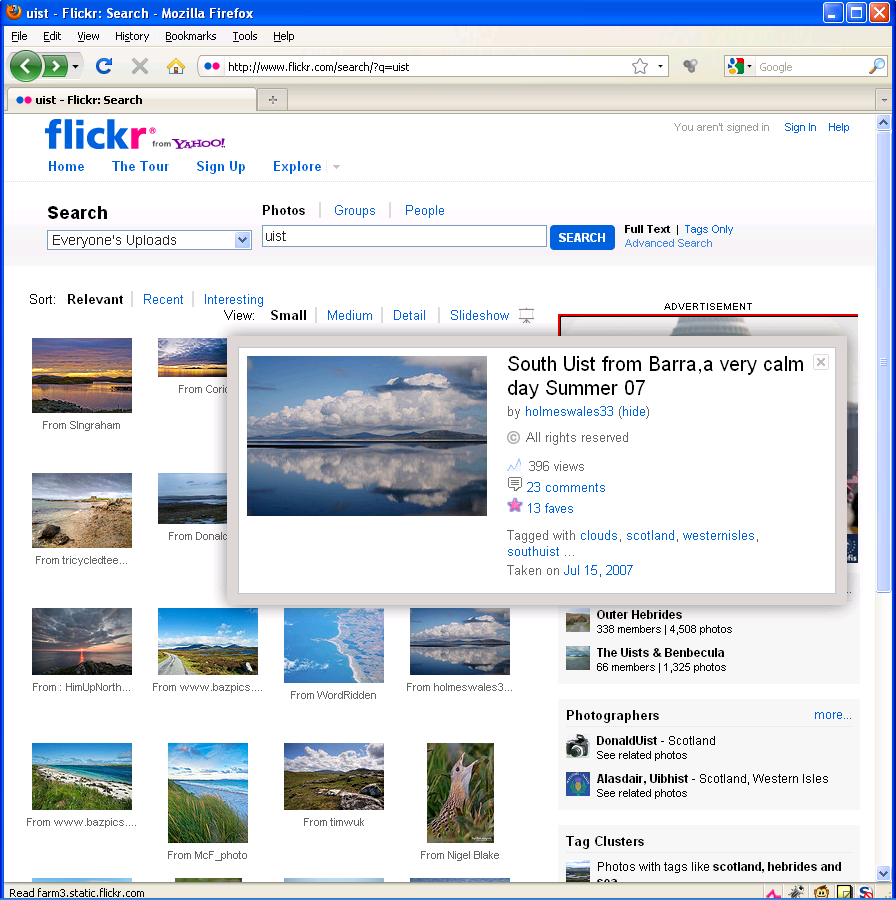 uist - Flickr: Search - Mozilla Firefox
File Edit View History Bookmarks Tools Help
http://www.flickr.com/search/?q=uist
Google
uist - Flickr: Search
flickr from YAHOO!
You aren't signed in Sign In Help
Home The Tour Sign Up Explore
Search
Photos Groups People
Everyone's Uploads
uist
SEARCH
Full Text | Tags Only
Advanced Search
Sort: Relevant Recent Interesting
View: Small Medium Detail Slideshow
ADVERTISEMENT
From SIngraham
From Coric
South Uist from Barra,a very calm
day Summer 07
by holmeswales33 (hide)
© All rights reserved
396 views
23 comments
13 faves
Tagged with clouds, scotland, westernisles,
southuist ...
Taken on Jul 15, 2007
From tricycledtee...
From Donal
From : HimUpNorth...
From www.bazpics....
From WordRidden
From holmeswales3...
Outer Hebrides
338 members | 4,508 photos
The Uists & Benbecula
66 members | 1,325 photos
Photographers more...
DonaldUist - Scotland
See related photos
Alasdair, Uibhist - Scotland, Western Isles
See related photos
From www.bazpics....
From McF_photo
From timwuk
From Nigel Blake
Tag Clusters
Photos with tags like scotland, hebrides and
sea
Read farm3.static.flickr.com